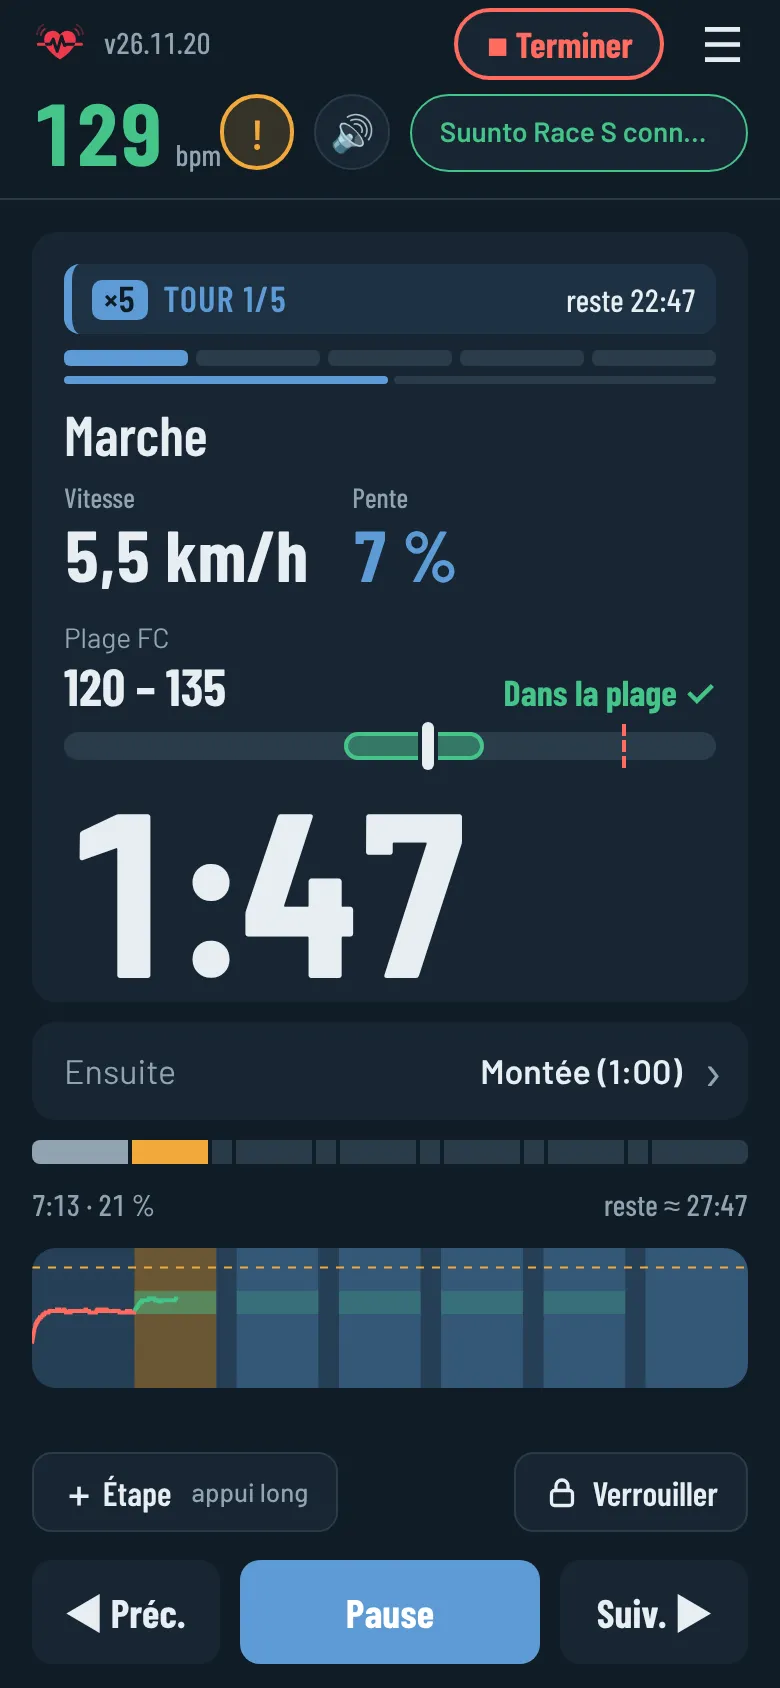 v26.11.20
■ Terminer
129 bpm
!
Suunto Race S conn…
×5 TOUR 1/5
reste 22:47
Marche
Vitesse Pente
5,5 km/h 7 %
Plage FC
120 – 135
Dans la plage ✓
1:47
Ensuite
Montée (1:00) ›
7:13 · 21 %
reste ≈ 27:47
+ Étape appui long
Verrouiller
◀ Préc.
Pause
Suiv. ▶